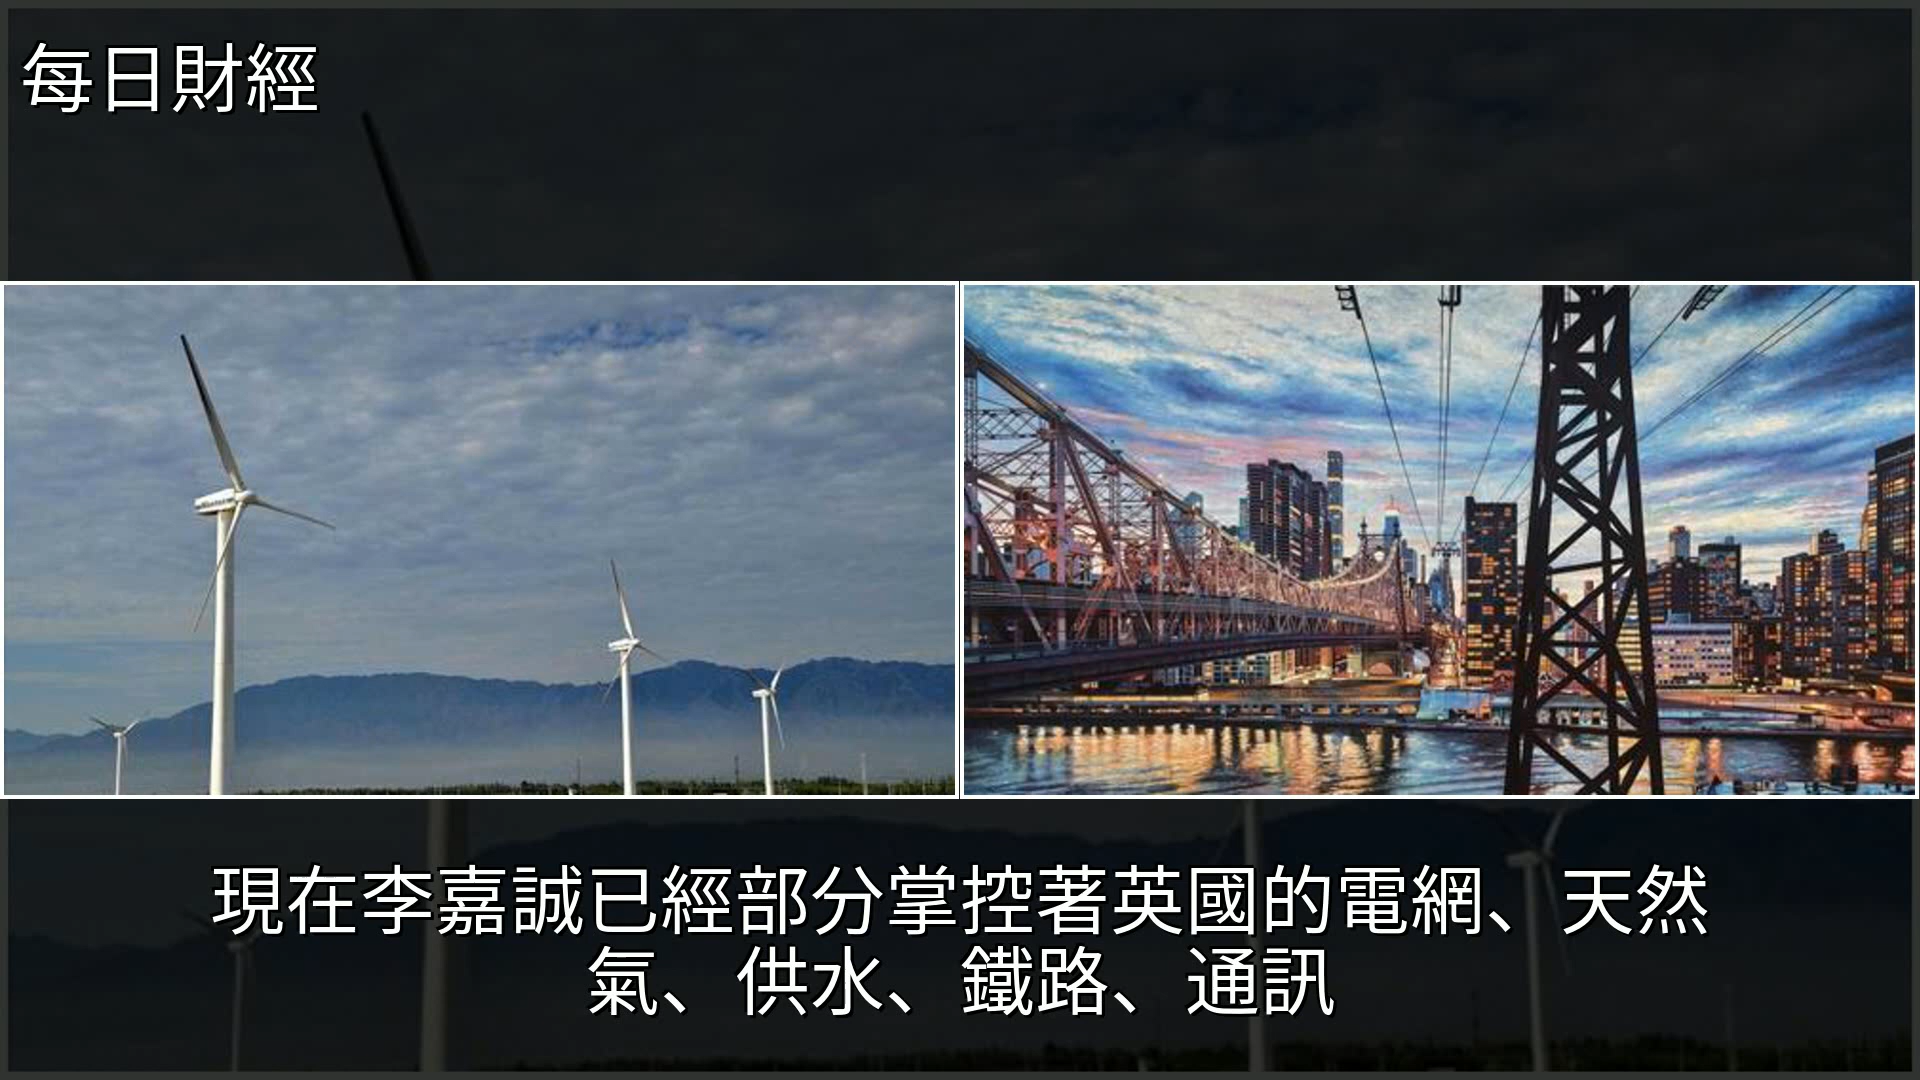 每日財經
現在李嘉誠已經部分掌控著英國的電網、天然
氣、供水、鐵路、通訊